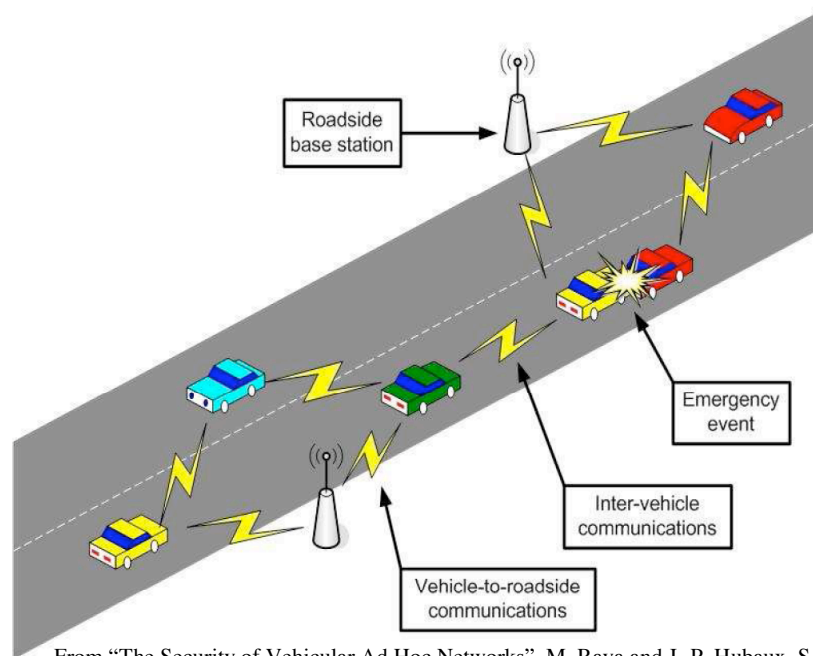 Roadside
base station
Emergency
event
Inter-vehicle
communications
Vehicle-to-roadside
communications
From “The Security of Vehicular Ad Hoc Networks”, M. Raya and J. P. Hubaux, S